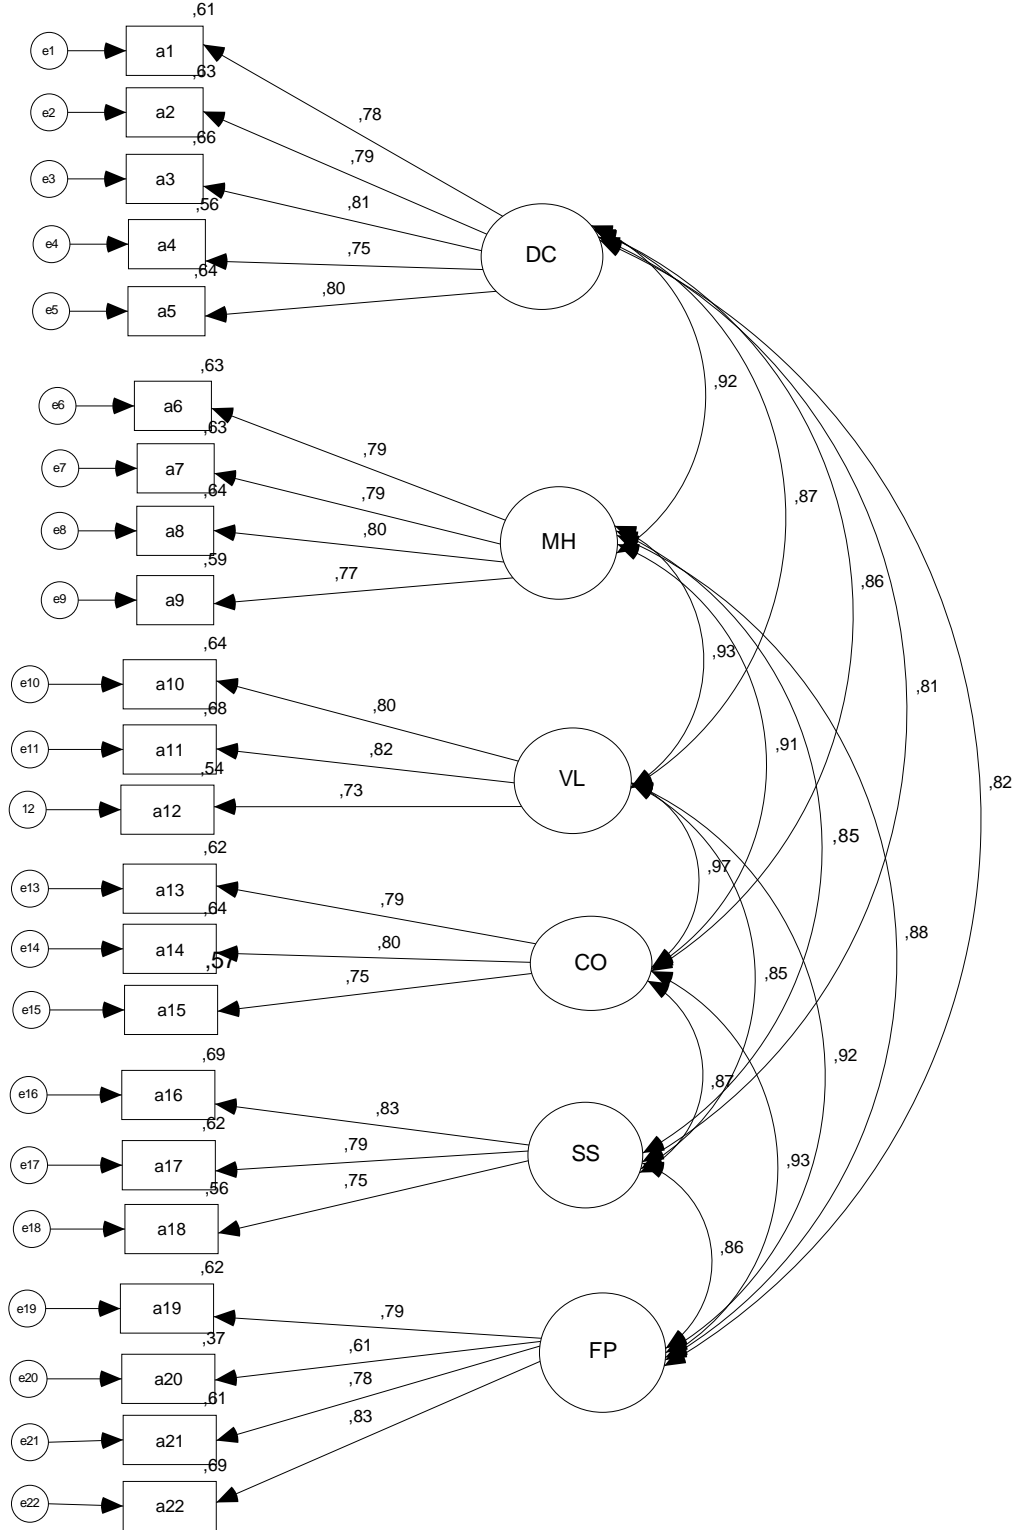 ,61
e1 a1
,63
,78
e2 a2
,79
,66
e3 a3
,81
,56
e4 a4
,75
DC
,64
,80
e5 a5
,63
,92
e6 a6
,63
,79
e7 a7
,79
,64
,87
e8 a8
,80
MH
,59
,77
,86
e9 a9
,64
,93
e10 a10
,81
,68
,80
e11 a11
,82
,91
,54
VL
,82
,73
12 a12
,85
,62
,97
e13 a13
,79
,64
,88
e14 a14
,80
,57
CO
,75
,85
e15 a15
,69
,92
e16 a16
,83
,87
,62
,79
e17 a17
SS
,93
,56
,75
e18 a18
,86
,62
e19 a19
,79
,37
,61
FP
e20 a20
,78
,61
,83
e21 a21
,69
e22 a22